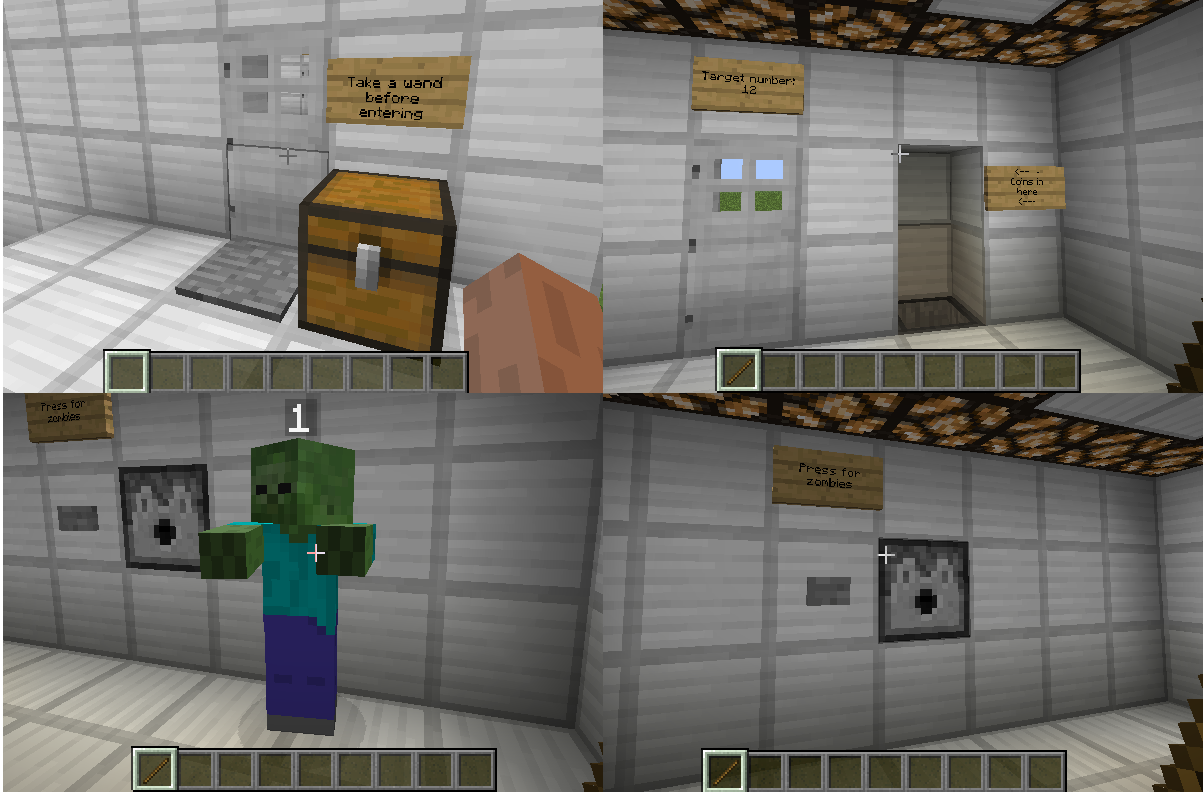 Take a wand
before
entering
Target number:
12
<-- -
Coins in
here
<---
Press for
zombies
1
Press for
zombies